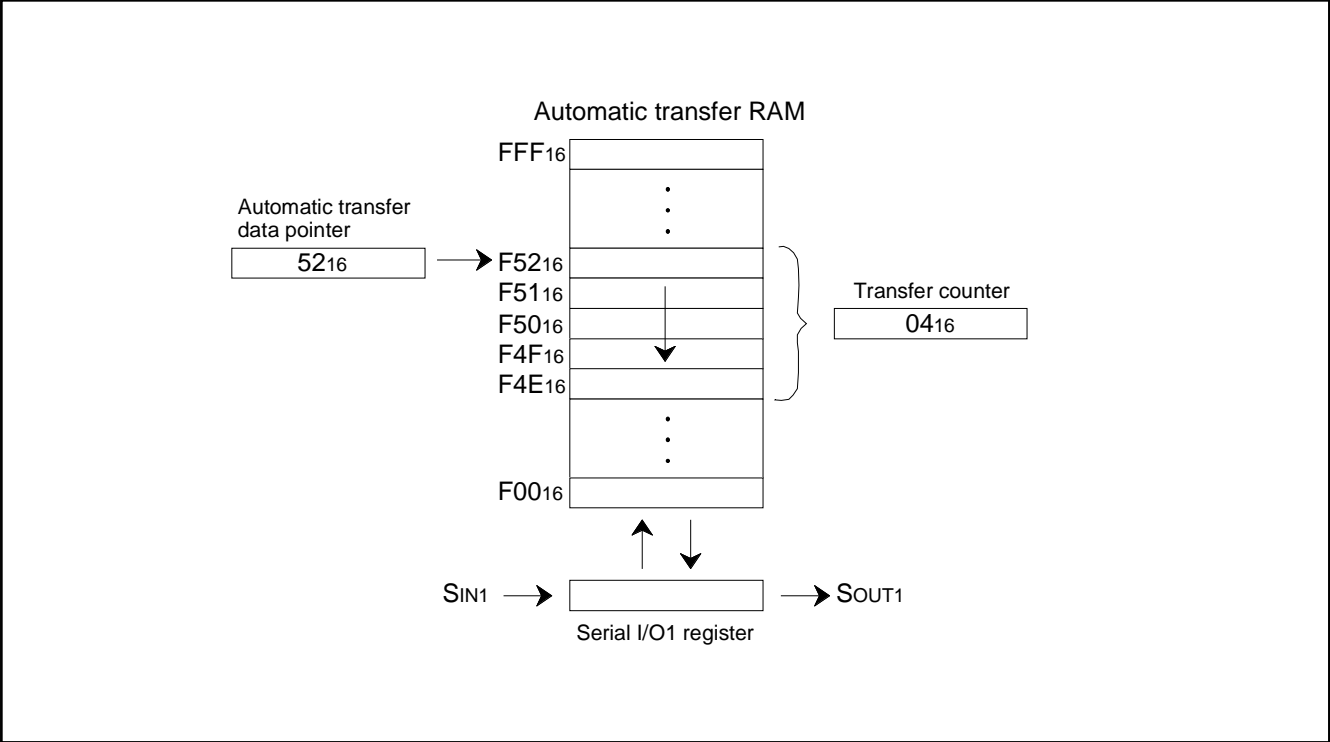 Automatic transfer RAM
FFF16
Automatic transfer
data pointer
5216
F5216
F5116
F5016
F4F16
F4E16
Transfer counter
0416
F0016
SIN1
SOUT1
Serial I/O1 register